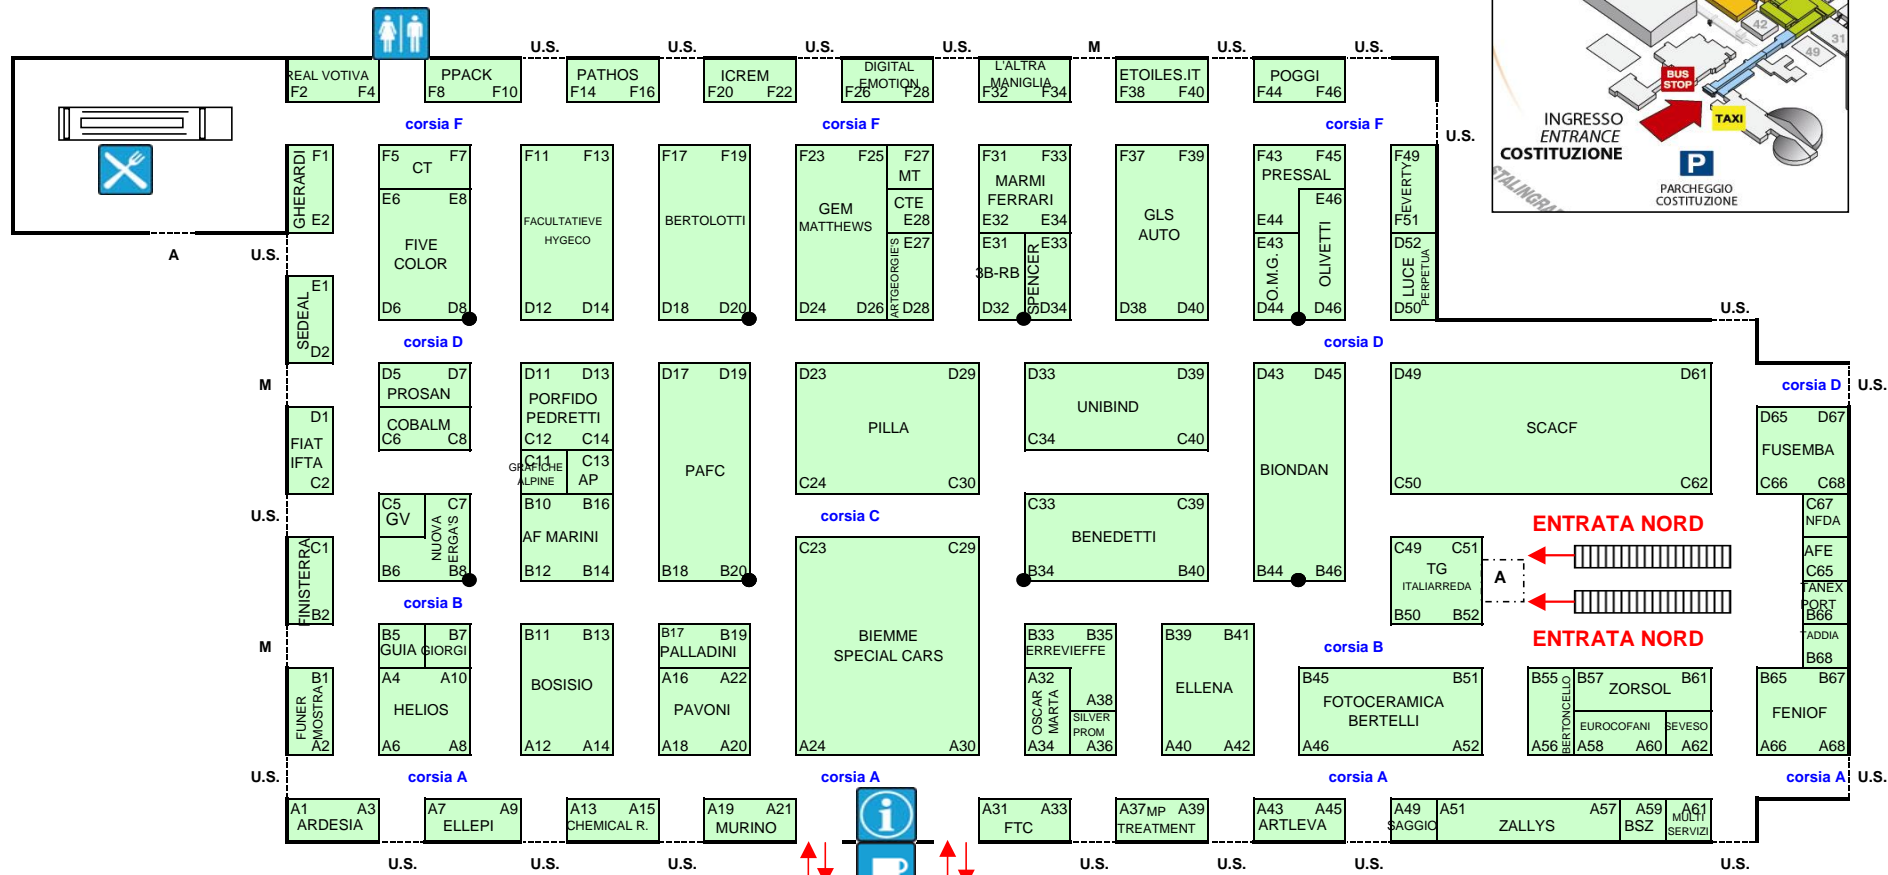 42
31
49
BUS
STOP
TAXI
INGRESSO
ENTRANCE
COSTITUZIONE
P
PARCHEGGIO
COSTITUZIONE
U.S. U.S. U.S. U.S. M U.S. U.S.
REAL VOTIVA
F2 F4
PPACK
F8 F10
PATHOS
F14 F16
ICREM
F20 F22
DIGITAL
EMOTION
F26 F28
L'ALTRA
MANIGLIA
F32 F34
ETOILES.IT
F38 F40
POGGI
F44 F46
corsia F corsia F corsia F
U.S.
GHERARDI
F1
E2
F5 F7
CT
E6 E8
FIVE
COLOR
D6 D8
F11 F13
FACULTATIEVE
HYGECO
D12 D14
F17 F19
BERTOLOTTI
D18 D20
F23 F25
GEM
MATTHEWS
D24 D26
F27
MT
CTE
E28
E27
ARTGEORGIE'S
D28
F31 F33
MARMI
FERRARI
E32 E34
E31
3B-RB
D32
E33
SPENCER
D34
F37 F39
GLS
AUTO
D38 D40
F43 F45
PRESSAL
E44
E46
OLIVETTI
D46
E43
O.M.G.
D44
F49
EVERTY
F51
D52
LUCE
PERPETUA
D50
A
U.S.
SEDEAL
E1
D2
U.S.
corsia D corsia D corsia D
U.S.
M
D5 D7
PROSAN
COBALM
C6 C8
D11 D13
PORFIDO
PEDRETTI
C12 C14
C11
GRAFICHE
ALPINE
C13
AP
B10 B16
AF MARINI
B12 B14
D17 D19
PAFC
B18 B20
D23 D29
PILLA
C24 C30
D33 D39
UNIBIND
C34 C40
D43 D45
BIONDAN
B44 B46
D49 D61
SCACF
C50 C62
D65 D67
FUSEMBA
C66 C68
D1
FIAT
IFTA
C2
U.S.
C5
GV
B6
C7
NUOVA
ERGA'S
B8
corsia C
C33 C39
BENEDETTI
B34 B40
ENTRATA NORD
C67
NFDA
AFE
C65
TANEX
PORT
B66
TADDIA
B68
C49 C51
TG
ITALIARREDA
B50 B52
A
ENTRATA NORD
FINISTERRA
C1
B2
corsia B
C23 C29
BIEMME
SPECIAL CARS
A24 A30
corsia B
M
B5
GUIA
B7
GIORGI
A4 A10
HELIOS
A6 A8
B11 B13
BOSISIO
A12 A14
B17 B19
PALLADINI
A16 A22
PAVONI
A18 A20
B33 B35
ERREVIEFFE
A38
A32
OSCAR
MARTA
A34
SILVER
PROM
A36
B39 B41
ELLENA
A40 A42
B45 B51
FOTOCERAMICA
BERTELLI
A46 A52
B55
BERTONCELLO
A56
B57 B61
ZORSOL
EUROCOFANI
A58 A60
SEVESO
A62
B65 B67
FENIOF
A66 A68
B1
FUNER
MOSTRA
A2
U.S.
corsia A corsia A corsia A corsia A
U.S.
A1 A3
ARDESIA
A7 A9
ELLEPI
A13 A15
CHEMICAL R.
A19 A21
MURINO
A31 A33
FTC
A37 MP A39
TREATMENT
A43 A45
ARTLEVA
A49
SAGGIO
A51 A57
ZALLYS
A59
BSZ
A61
MULTI
SERVIZI
U.S. U.S. U.S. U.S. U.S. U.S. U.S.